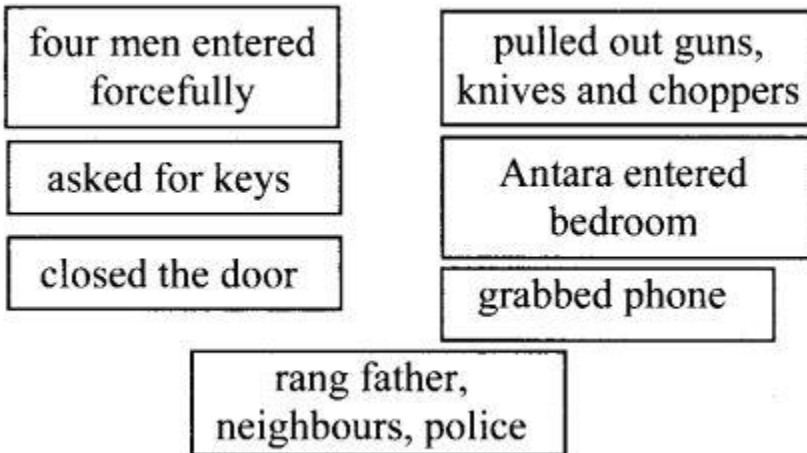 four men entered
forcefully
pulled out guns,
knives and choppers
asked for keys
Antara entered
bedroom
closed the door
grabbed phone
rang father,
neighbours, police